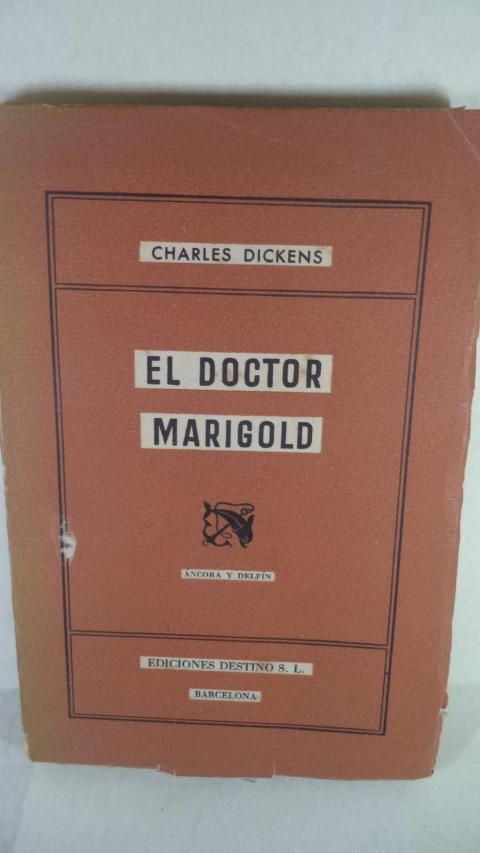 CHARLES DICKENS
EL DOCTOR
MARIGOLD
ÁNCORA Y DELFÍN
EDICIONES DESTINO S. L.
BARCELONA